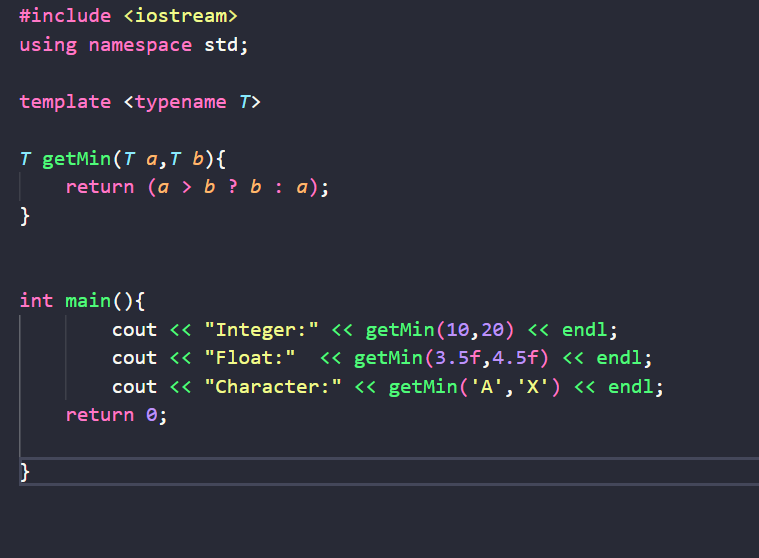 #include <iostream>
using namespace std;
template <typename T>
T getMin(T a,T b){
    return (a > b ? b : a);
}
int main(){
        cout << "Integer:" << getMin(10,20) << endl;
        cout << "Float:"  << getMin(3.5f,4.5f) << endl;
        cout << "Character:" << getMin('A','X') << endl;
    return 0;
}